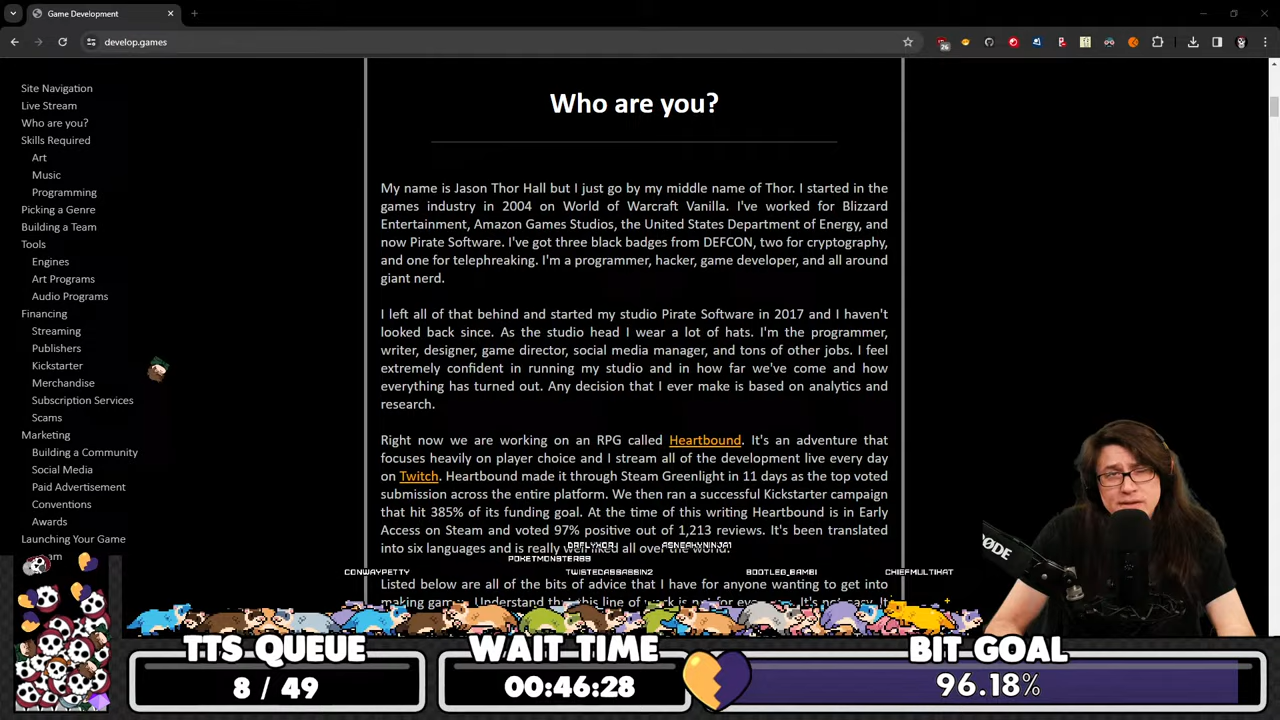 Game Development
develop.games
26
Site Navigation
Live Stream
Who are you?
Skills Required
Art
Music
Programming
Picking a Genre
Building a Team
Tools
Engines
Art Programs
Audio Programs
Financing
Streaming
Publishers
Kickstarter
Merchandise
Subscription Services
Scams
Marketing
Building a Community
Social Media
Paid Advertisement
Conventions
Awards
Launching Your Game
Who are you?
My name is Jason Thor Hall but I just go by my middle name of Thor. I started in the
games industry in 2004 on World of Warcraft Vanilla. I've worked for Blizzard
Entertainment, Amazon Games Studios, the United States Department of Energy, and
now Pirate Software. I've got three black badges from DEFCON, two for cryptography,
and one for telephreaking. I'm a programmer, hacker, game developer, and all around
giant nerd.
I left all of that behind and started my studio Pirate Software in 2017 and I haven't
looked back since. As the studio head I wear a lot of hats. I'm the programmer,
writer, designer, game director, social media manager, and tons of other jobs. I feel
extremely confident in running my studio and in how far we've come and how
everything has turned out. Any decision that I ever make is based on analytics and
research.
Right now we are working on an RPG called Heartbound. It's an adventure that
focuses heavily on player choice and I stream all of the development live every day
on Twitch. Heartbound made it through Steam Greenlight in 11 days as the top voted
submission across the entire platform. We then ran a successful Kickstarter campaign
that hit 385% of its funding goal. At the time of this writing Heartbound is in Early
Access on Steam and voted 97% positive out of 1,213 reviews. It's been translated
into six languages and is really well liked all over the world.
POKETMONSTER69
CONWAYPETTY
BOOTLEG_BAMBI
CHIEFMULTIHAT
Listed below are all of the bits of advice that I have for anyone wanting to get into
RØDE
TTS QUEUE
8 / 49
WAIT TIME
00:46:28
BIT GOAL
96.18%